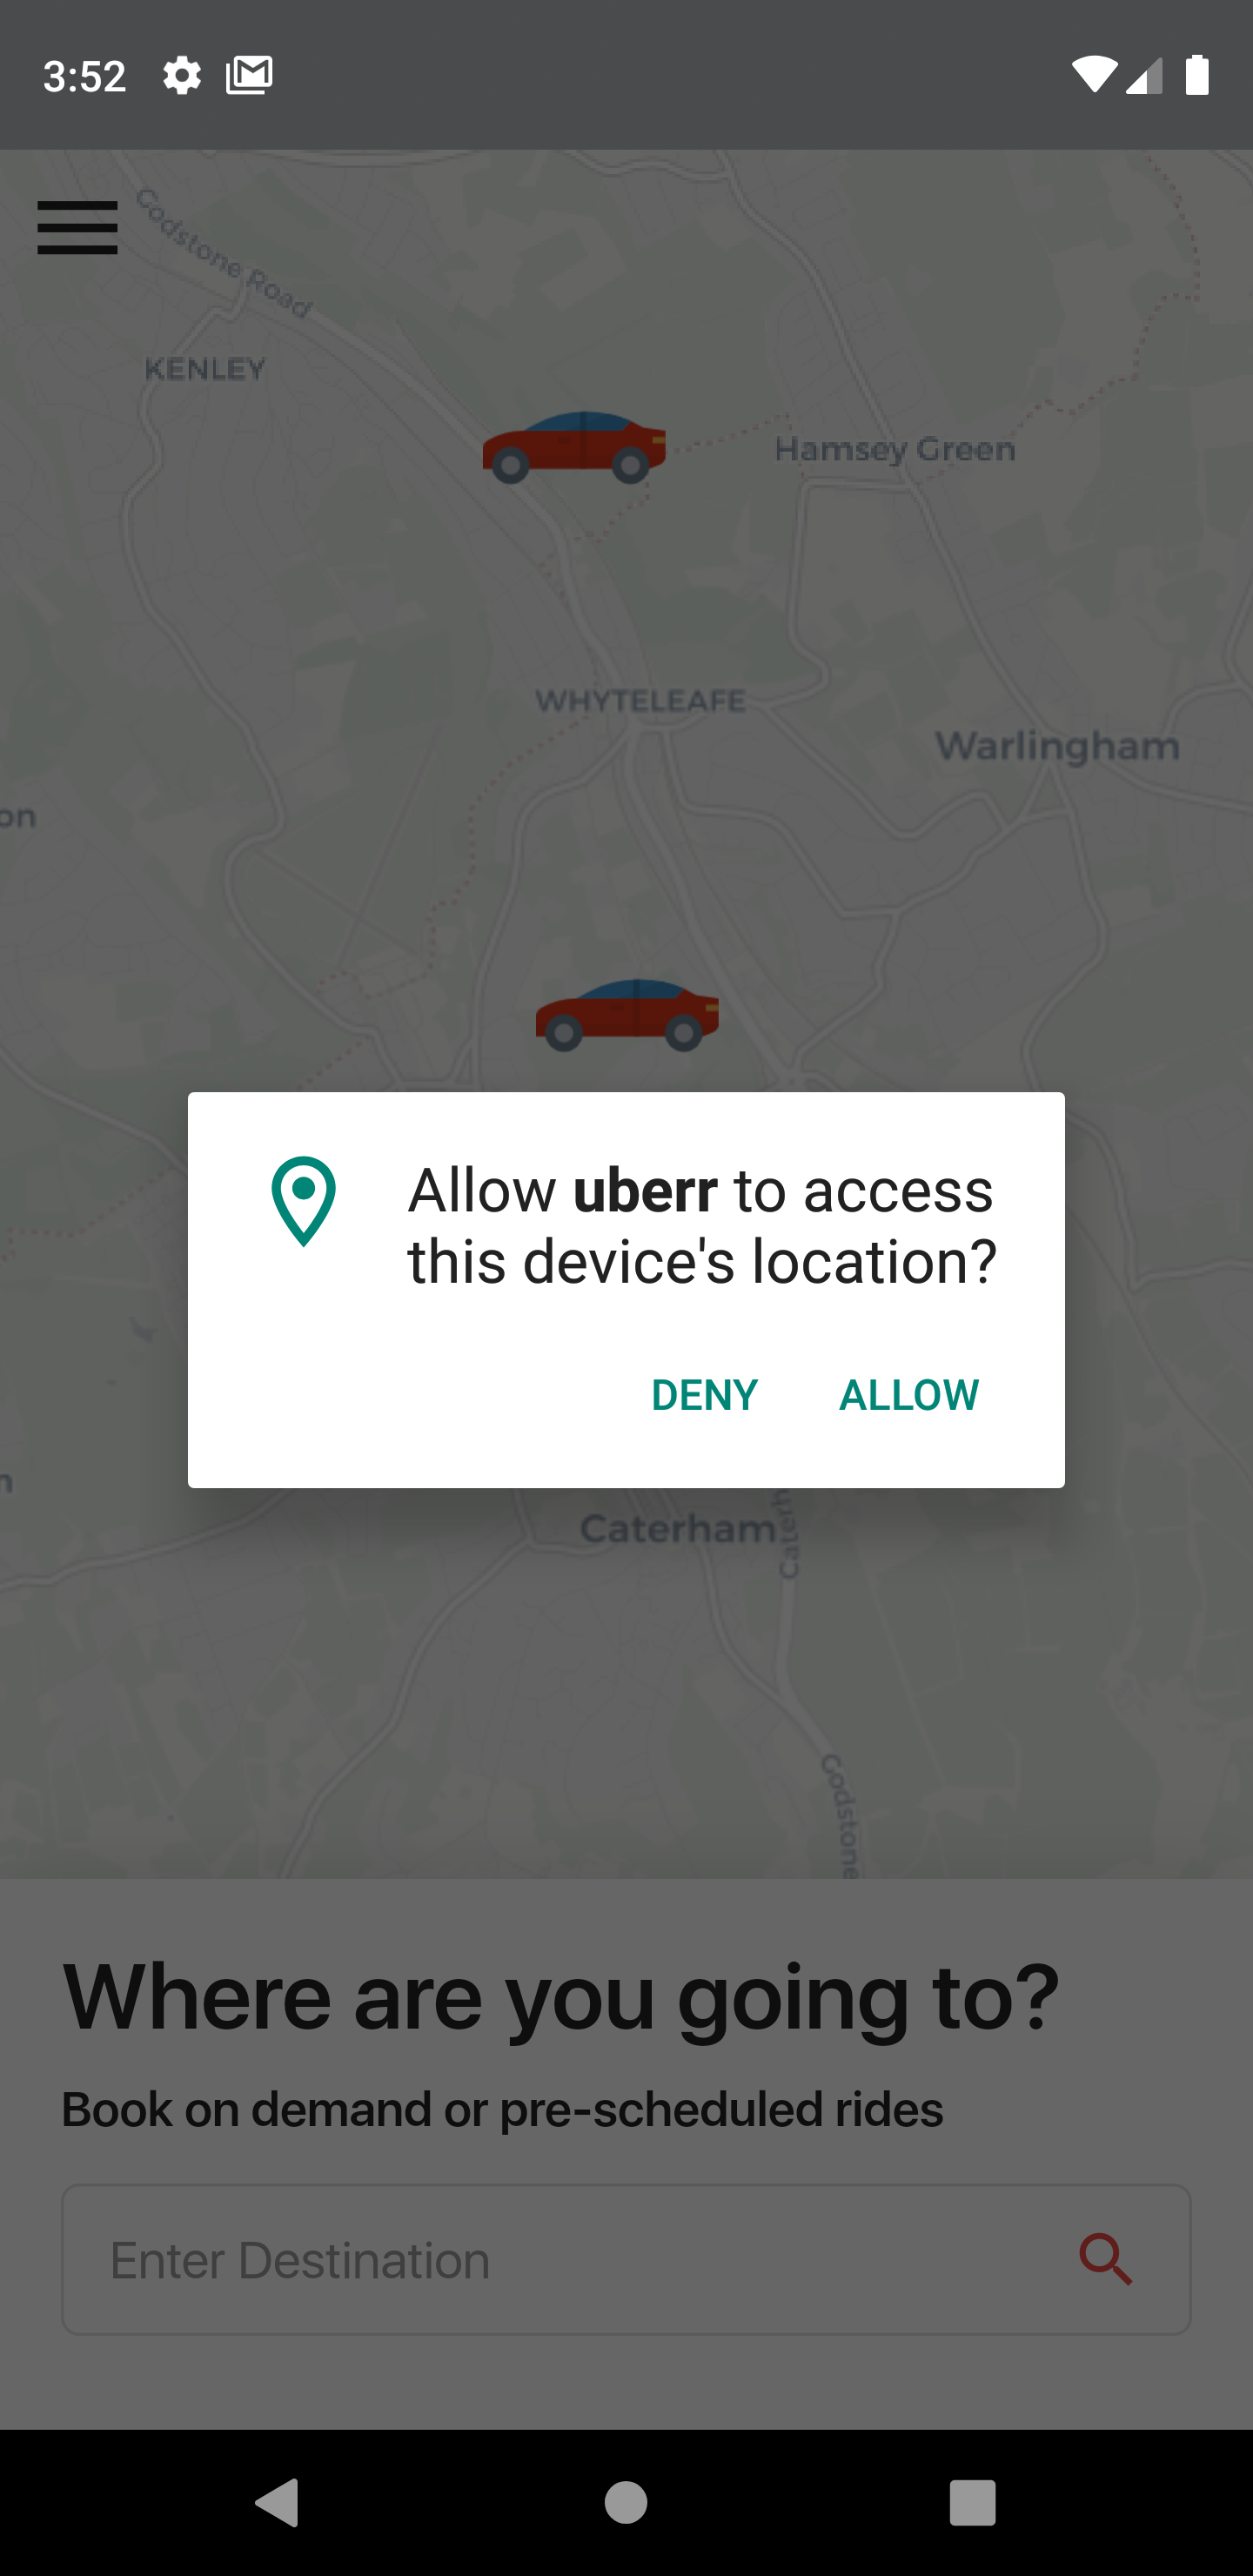 3:52
Godstone Road
KENLEY
Hamsey Green
WHYTELEAFE
Warlingham
on
Allow uberr to access
this device's location?
DENY ALLOW
n
Caterham
Caterh
Godstone
Where are you going to?
Book on demand or pre-scheduled rides
Enter Destination